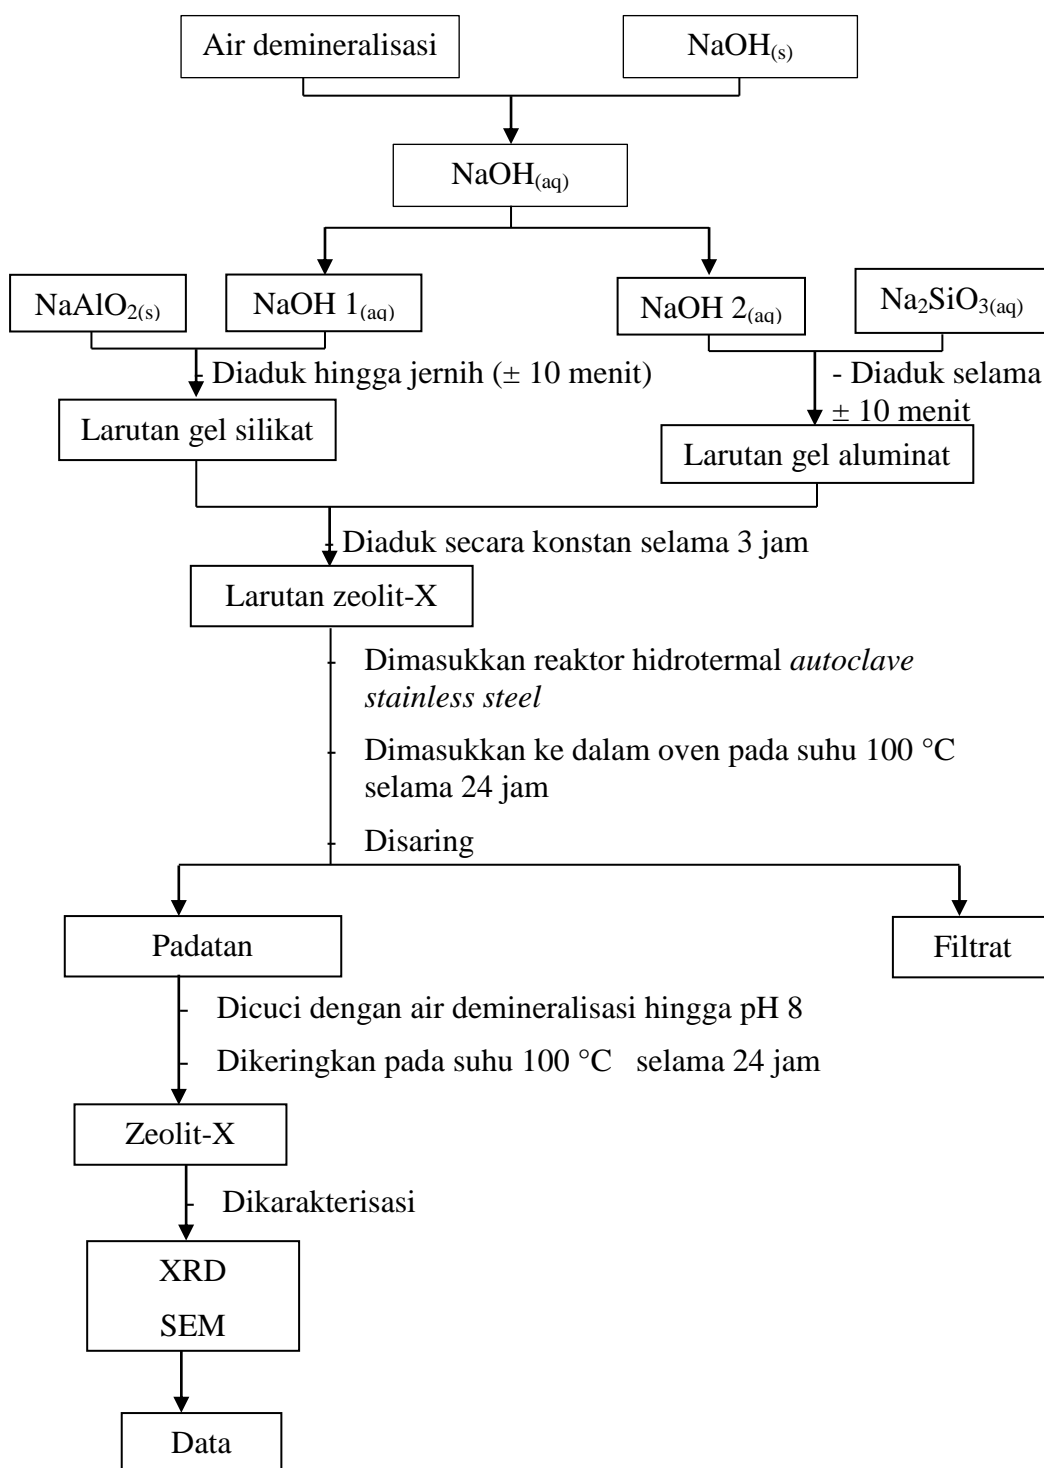 Air demineralisasi
NaOH(s)
NaOH(aq)
NaAlO2(s)
NaOH 1(aq)
NaOH 2(aq)
Na2SiO3(aq)
- Diaduk hingga jernih (± 10 menit)
- Diaduk selama
± 10 menit
Larutan gel silikat
Larutan gel aluminat
- Diaduk secara konstan selama 3 jam
Larutan zeolit-X
- Dimasukkan reaktor hidrotermal autoclave
stainless steel
- Dimasukkan ke dalam oven pada suhu 100 °C
selama 24 jam
- Disaring
Padatan
Filtrat
- Dicuci dengan air demineralisasi hingga pH 8
- Dikeringkan pada suhu 100 °C selama 24 jam
Zeolit-X
- Dikarakterisasi
XRD
SEM
Data